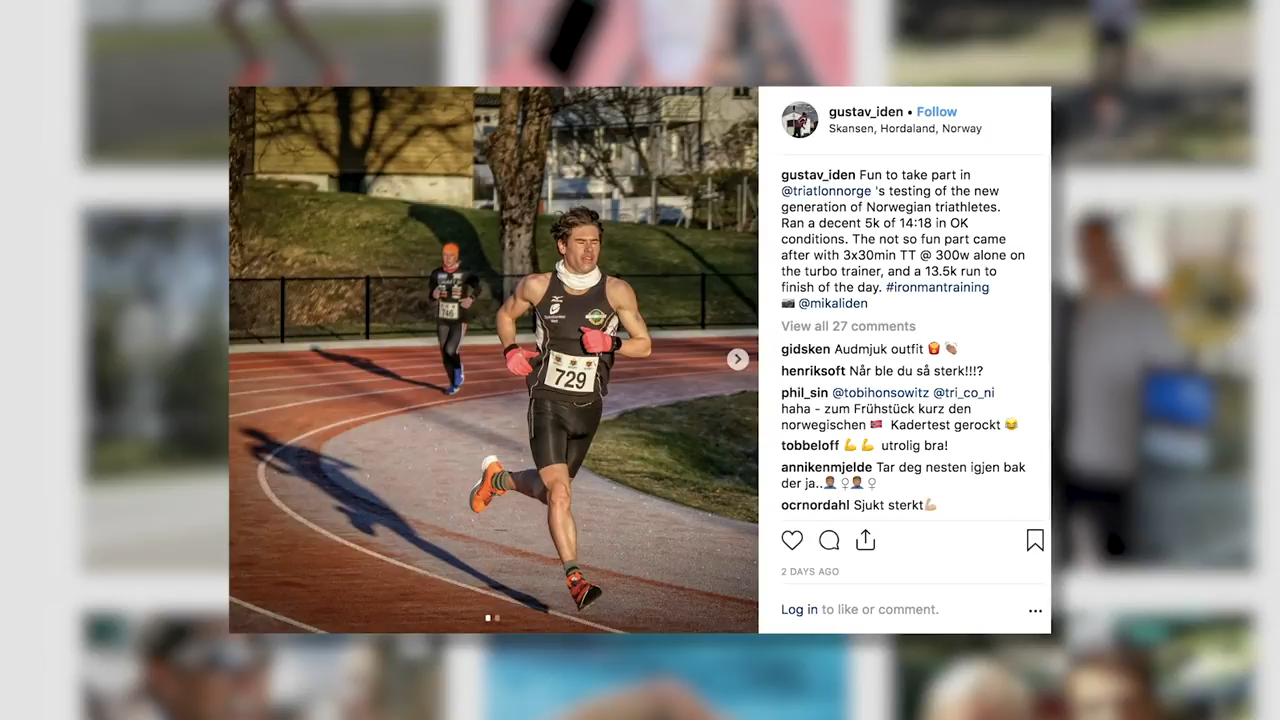 gustav_iden • Follow
Skansen, Hordaland, Norway
gustav_iden Fun to take part in
@triatlonnorge 's testing of the new
generation of Norwegian triathletes.
Ran a decent 5k of 14:18 in OK
conditions. The not so fun part came
after with 3x30min TT @ 300w alone on
the turbo trainer, and a 13.5k run to
finish of the day. #ironmantraining
📷 @mikaliden
View all 27 comments
gidsken Audmjuk outfit 🍟 👏🏽
henriksoft Når ble du så sterk!!!?
phil_sin @tobihonsowitz @tri_co_ni
haha - zum Frühstück kurz den
norwegischen 🇳🇴 Kadertest gerockt 😂
tobbeloff 💪 💪 utrolig bra!
annikenmjelde Tar deg nesten igjen bak
der ja..🤦🏽♀🤦🏽♀
ocrnordahl Sjukt sterkt💪🏼
2 DAYS AGO
Log in to like or comment.
746
729